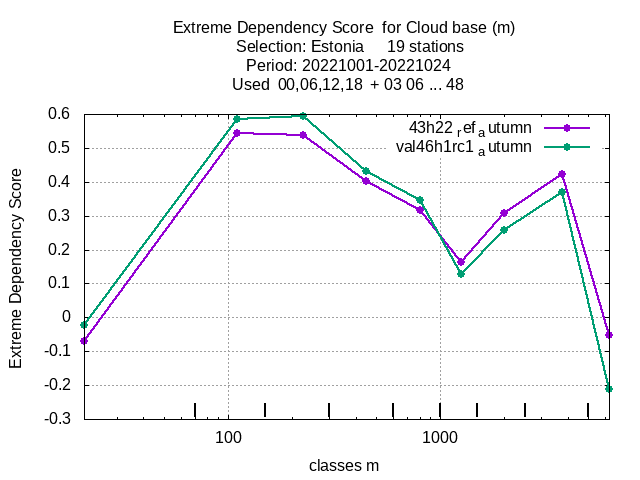 Extreme Dependency Score  for Cloud base (m)
Selection: Estonia     19 stations
Period: 20221001-20221024
Used  00,06,12,18  + 03 06 ... 48
43h22 ref autumn
val46h1rc1 autumn
0.6
0.5
0.4
0.3
0.2
0.1
0
-0.1
-0.2
-0.3
Extreme Dependency Score
100
1000
classes m